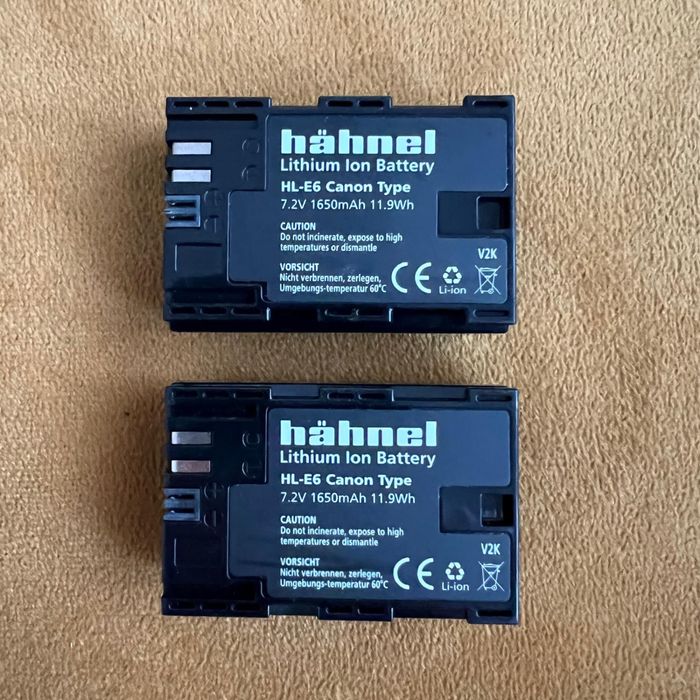 hähnel
Lithium Ion Battery
HL-E6 Canon Type
7.2V 1650mAh 11.9Wh
CAUTION
Do not incinerate, expose to high
temperatures or dismantle
VORSICHT
Nicht verbrennen, zerlegen,
Umgebungs-temperatur 60°C
CE
Li-ion
V2K
hähnel
Lithium Ion Battery
HL-E6 Canon Type
7.2V 1650mAh 11.9Wh
CAUTION
Do not incinerate, expose to high
temperatures or dismantle
VORSICHT
Nicht verbrennen, zerlegen,
Umgebungs-temperatur 60°C
CE
Li-ion
V2K